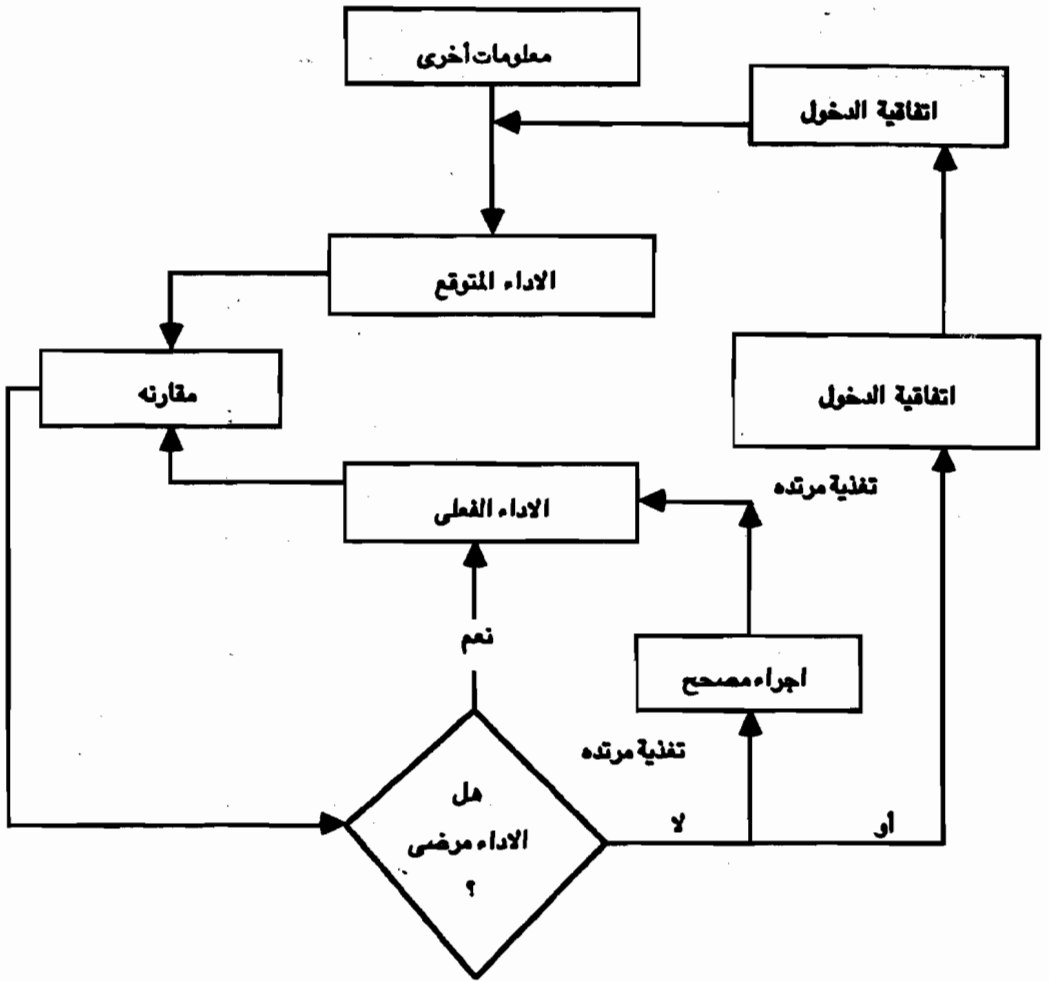 معلومات أخرى
اتفاقية الدخول
الاداء المتوقع
مقارنه
اتفاقية الدخول
الاداء الفعلى
تغذية مرتده
نعم
اجراء مصحح
تغذية مرتده
هل
الاداء مرضى
؟
لا
أو